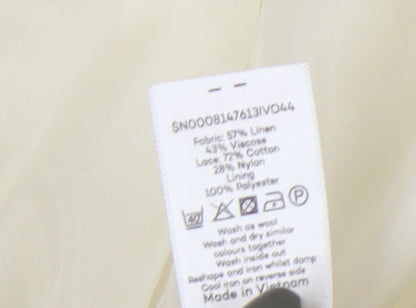 SN0008147613IVO44
Fabric: 57% Linen
43% Viscose
Lace: 72% Cotton
28% Nylon
Lining
100% Polyester
40 P
Wash as wool
Wash and dry similar
colours together
Wash inside out
Reshape and iron whilst damp
Cool iron on reverse side
Made in Vietnam